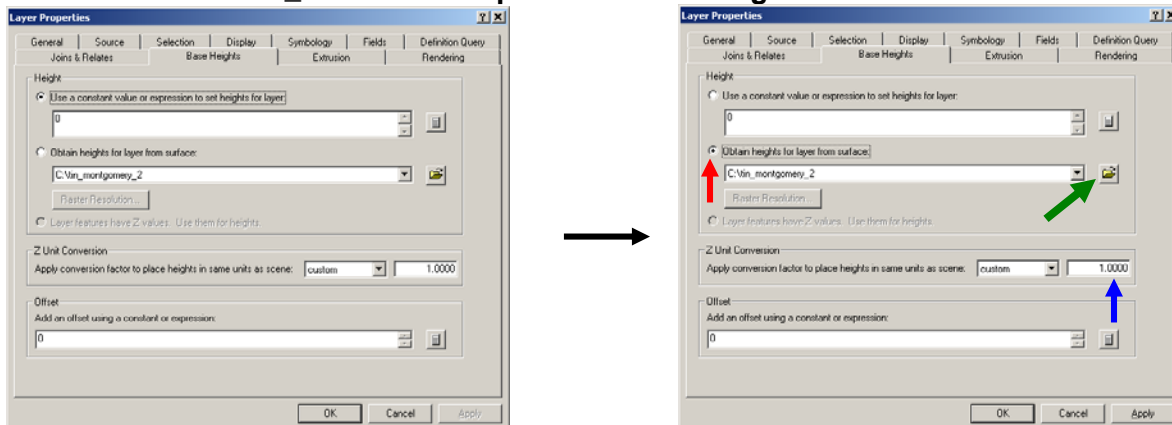 Layer Properties
General Source Selection Display Symbology Fields Definition Query
Joins & Relates Base Heights Extrusion Rendering
Height
Use a constant value or expression to set heights for layer:
0
Obtain heights for layer from surface:
C:\tin_montgomery_2
Raster Resolution...
Layer features have Z values. Use them for heights.
Z Unit Conversion
Apply conversion factor to place heights in same units as scene: custom 1.0000
Offset
Add an offset using a constant or expression:
0
OK Cancel Apply
Layer Properties
General Source Selection Display Symbology Fields Definition Query
Joins & Relates Base Heights Extrusion Rendering
Height
Use a constant value or expression to set heights for layer:
0
Obtain heights for layer from surface:
C:\tin_montgomery_2
Raster Resolution...
Layer features have Z values. Use them for heights.
Z Unit Conversion
Apply conversion factor to place heights in same units as scene: custom 1.0000
Offset
Add an offset using a constant or expression:
0
OK Cancel Apply